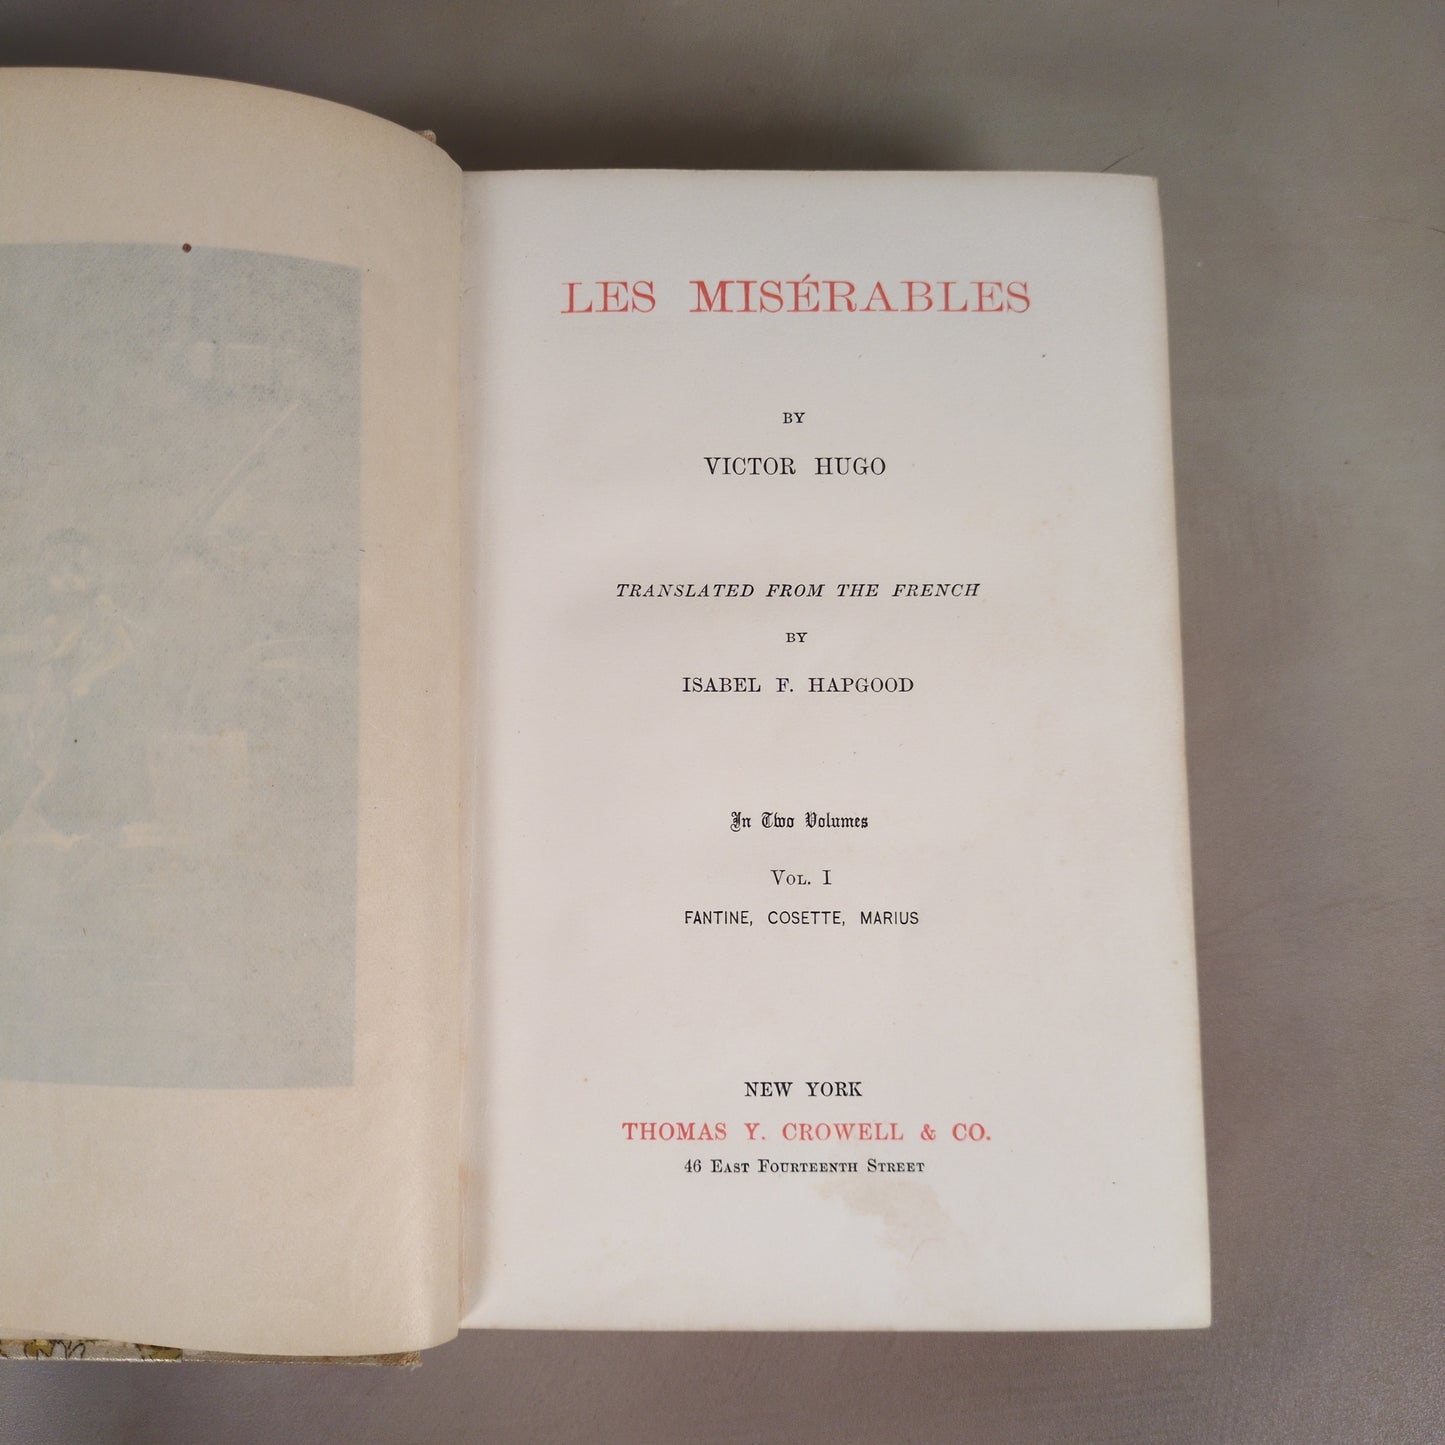 LES MISÉRABLES
BY
VICTOR HUGO
TRANSLATED FROM THE FRENCH
BY
ISABEL F. HAPGOOD
In Two Volumes
VOL. I
FANTINE, COSETTE, MARIUS
NEW YORK
THOMAS Y. CROWELL & CO.
46 EAST FOURTEENTH STREET